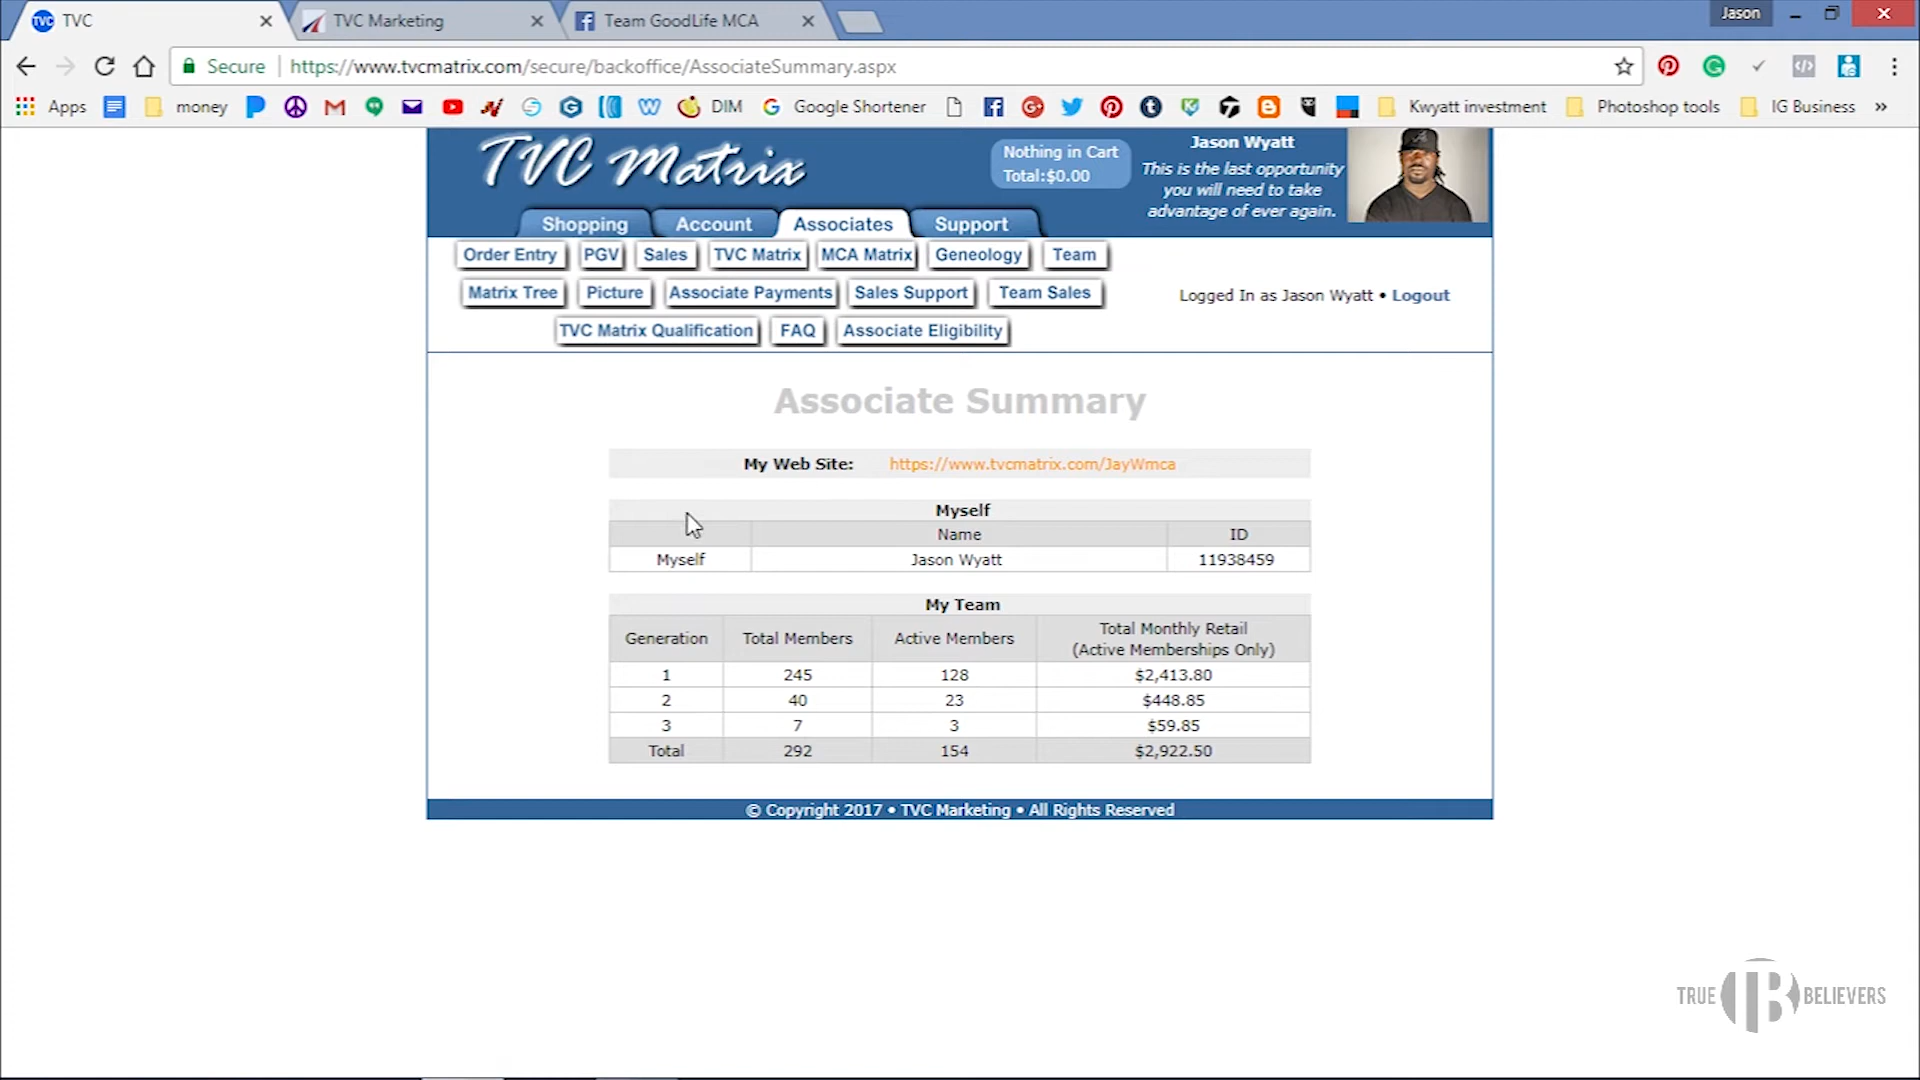 TVC
TVC Marketing
Team GoodLife MCA
Jason
Secure
https://www.tvcmatrix.com/secure/backoffice/AssociateSummary.aspx
Apps
money
DIM
Google Shortener
Kwyatt investment
Photoshop tools
IG Business
»
TVC Matrix
Nothing in Cart
Total:$0.00
Jason Wyatt
This is the last opportunity
you will need to take
advantage of ever again.
Shopping Account Associates Support
Order Entry PGV Sales TVC Matrix MCA Matrix Geneology Team
Matrix Tree Picture Associate Payments Sales Support Team Sales
Logged In as Jason Wyatt • Logout
TVC Matrix Qualification FAQ Associate Eligibility
Associate Summary
My Web Site: https://www.tvcmatrix.com/JayWmca
Myself
Name ID
Myself Jason Wyatt 11938459
My Team
Generation Total Members Active Members Total Monthly Retail
(Active Memberships Only)
1 245 128 $2,413.80
2 40 23 $448.85
3 7 3 $59.85
Total 292 154 $2,922.50
© Copyright 2017 • TVC Marketing • All Rights Reserved
TRUE TB BELIEVERS